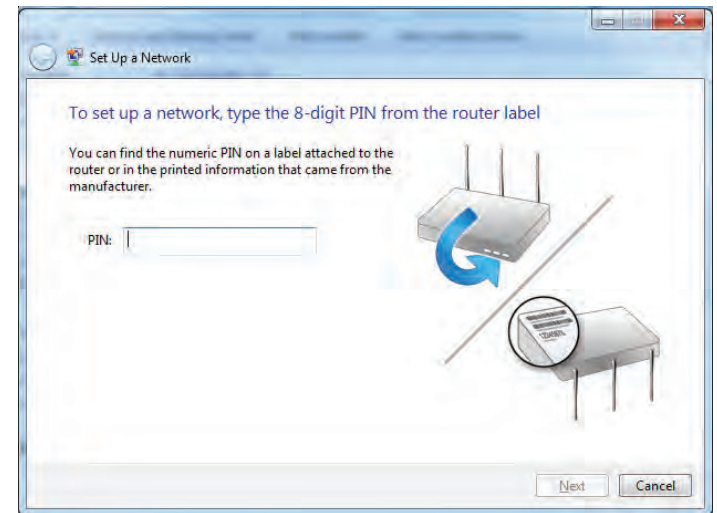 Set Up a Network
To set up a network, type the 8-digit PIN from the router label
You can find the numeric PIN on a label attached to the
router or in the printed information that came from the
manufacturer.
PIN:
Next
Cancel